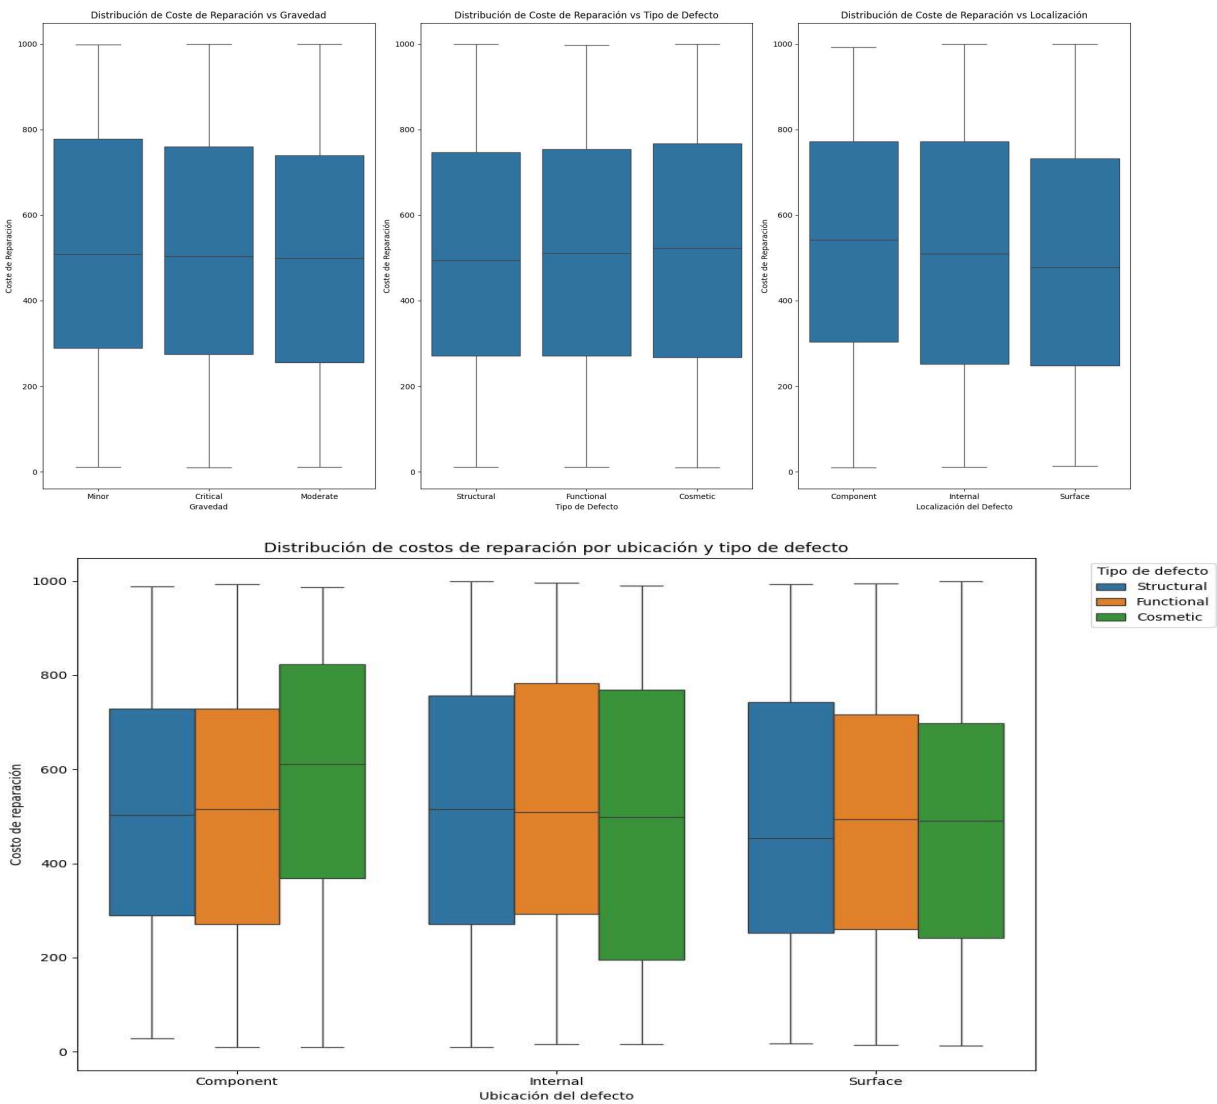 Distribución de Coste de Reparación vs Gravedad
Coste de Reparación
1000
800
600
400
200
0
Minor
Critical
Moderate
Gravedad
Distribución de Coste de Reparación vs Tipo de Defecto
Coste de Reparación
1000
800
600
400
200
0
Structural
Functional
Cosmetic
Tipo de Defecto
Distribución de Coste de Reparación vs Localización
Coste de Reparación
1000
800
600
400
200
0
Component
Internal
Surface
Localización del Defecto
Distribución de costos de reparación por ubicación y tipo de defecto
Costo de reparación
1000
800
600
400
200
0
Component
Internal
Surface
Ubicación del defecto
Tipo de defecto
Structural
Functional
Cosmetic